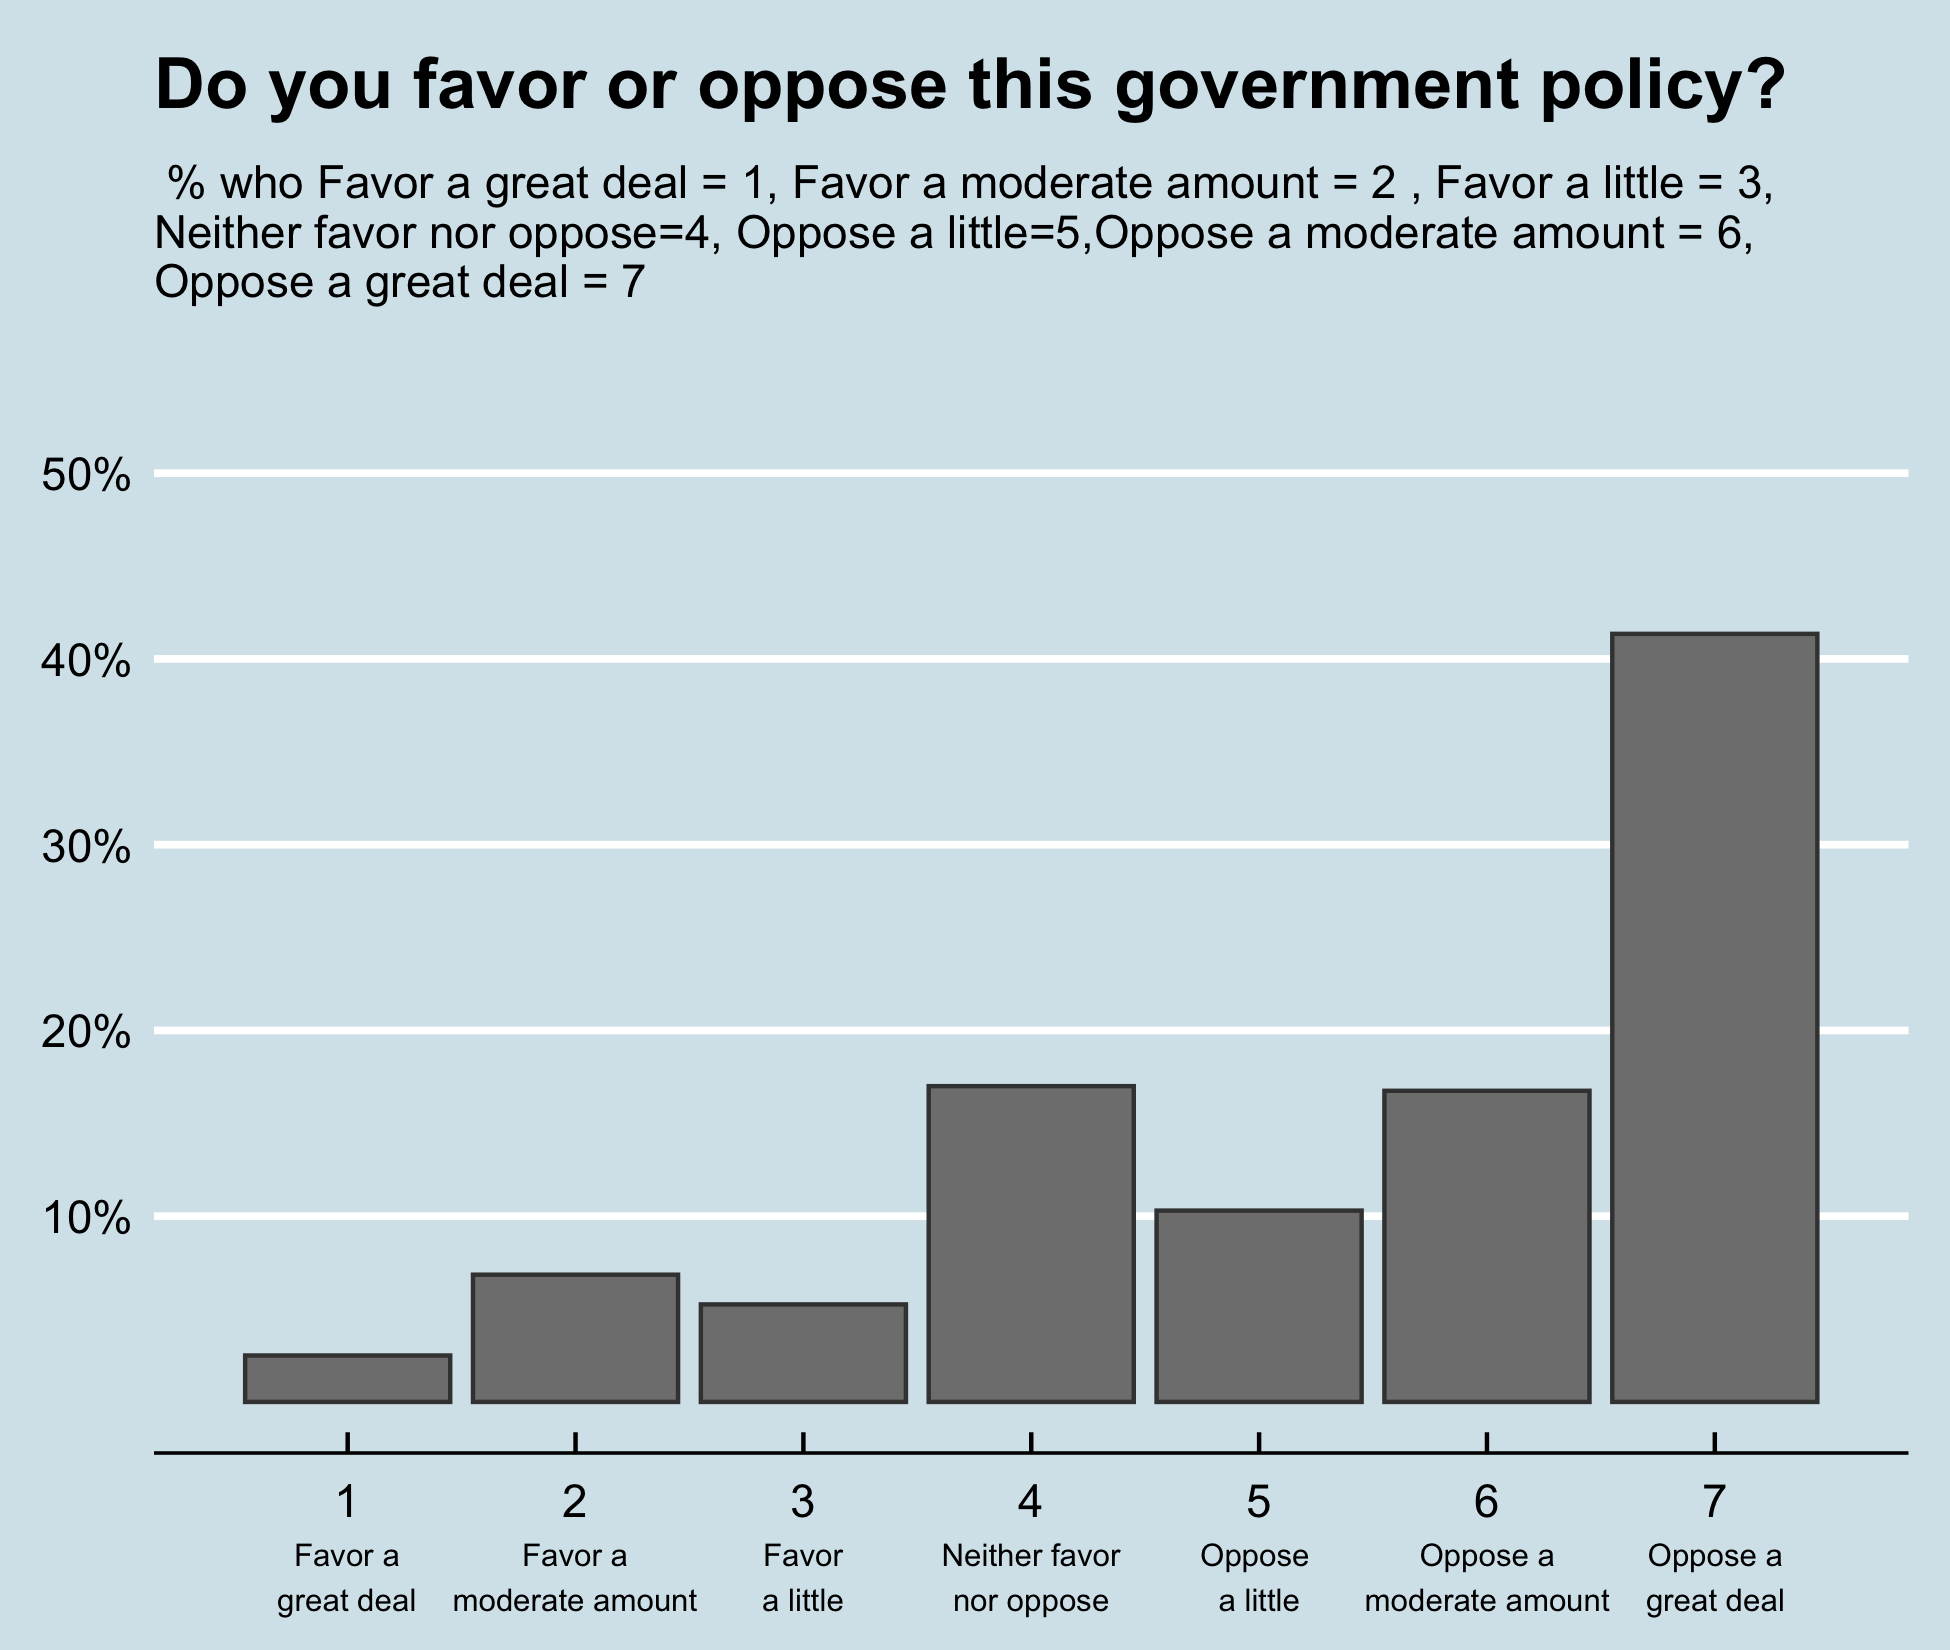 Do you favor or oppose this government policy?
% who Favor a great deal = 1, Favor a moderate amount = 2 , Favor a little = 3,
Neither favor nor oppose=4, Oppose a little=5,Oppose a moderate amount = 6,
Oppose a great deal = 7
50%
40%
30%
20%
10%
1 2 3 4 5 6 7
Favor a Favor a Favor Neither favor Oppose Oppose a Oppose a
great deal moderate amount a little nor oppose a little moderate amount great deal